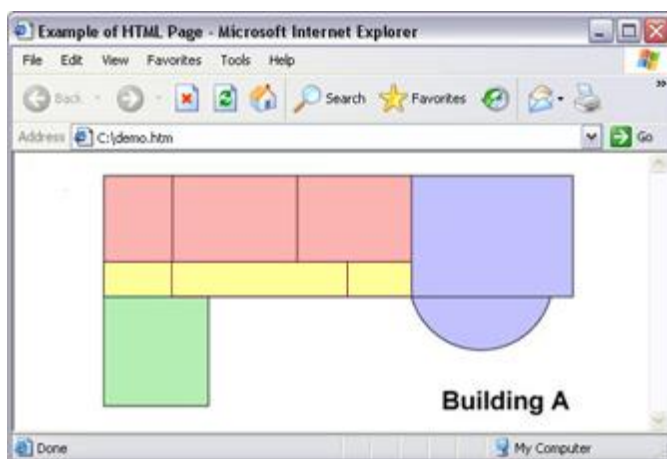 Example of HTML Page - Microsoft Internet Explorer
File Edit View Favorites Tools Help
Back Search Favorites
Address C:\demo.htm Go
Building A
Done My Computer